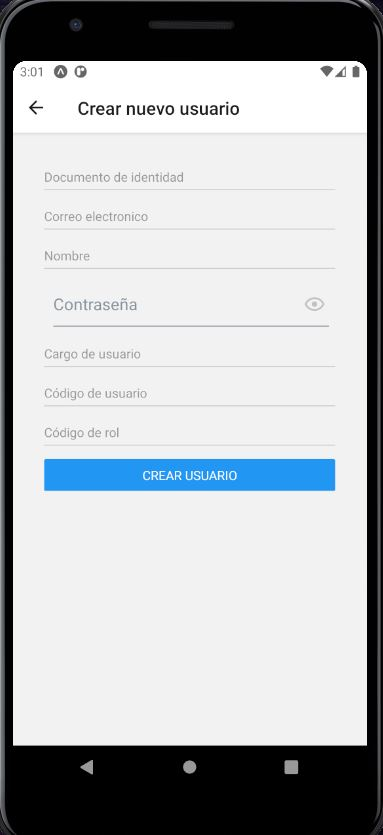 3:01
Crear nuevo usuario
Documento de identidad
Correo electronico
Nombre
Contraseña
Cargo de usuario
Código de usuario
Código de rol
CREAR USUARIO